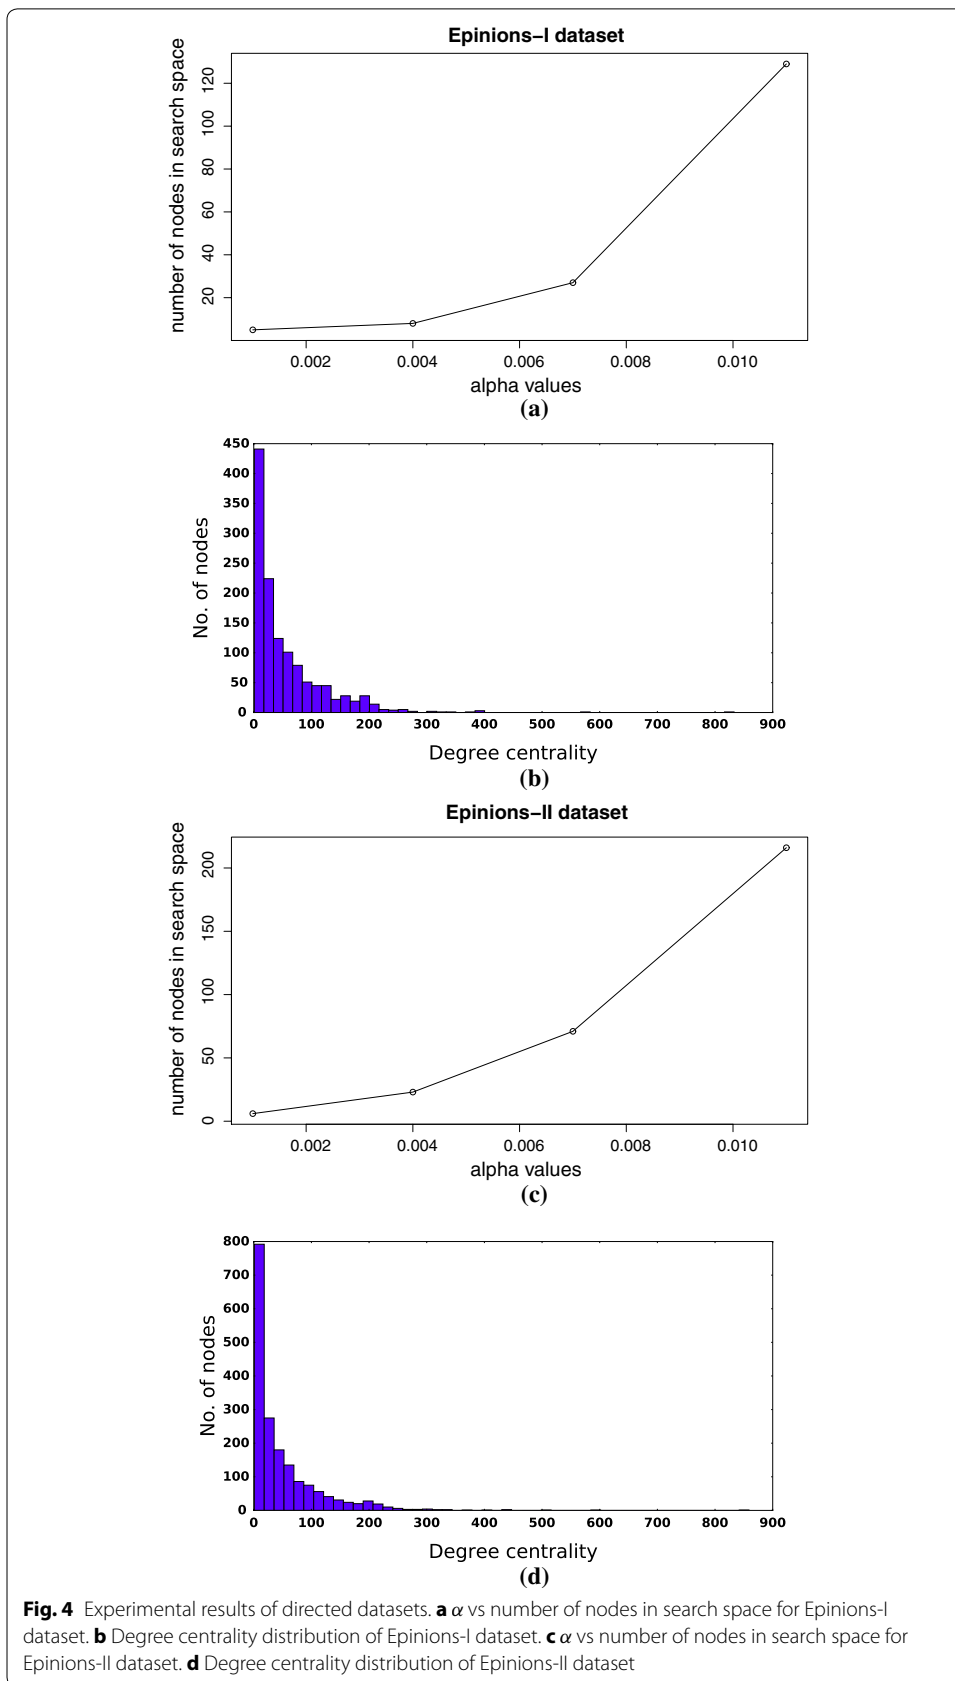 Epinions–I dataset
number of nodes in search space
120
100
80
60
40
20
0.002 0.004 0.006 0.008 0.010
alpha values
(a)
450
400
350
300
250
200
150
100
50
0
No. of nodes
0 100 200 300 400 500 600 700 800 900
Degree centrality
(b)
Epinions–II dataset
number of nodes in search space
200
150
100
50
0
0.002 0.004 0.006 0.008 0.010
alpha values
(c)
800
700
600
500
400
300
200
100
0
No. of nodes
0 100 200 300 400 500 600 700 800 900
Degree centrality
(d)
Fig. 4 Experimental results of directed datasets. a α vs number of nodes in search space for Epinions-I
dataset. b Degree centrality distribution of Epinions-I dataset. c α vs number of nodes in search space for
Epinions-II dataset. d Degree centrality distribution of Epinions-II dataset